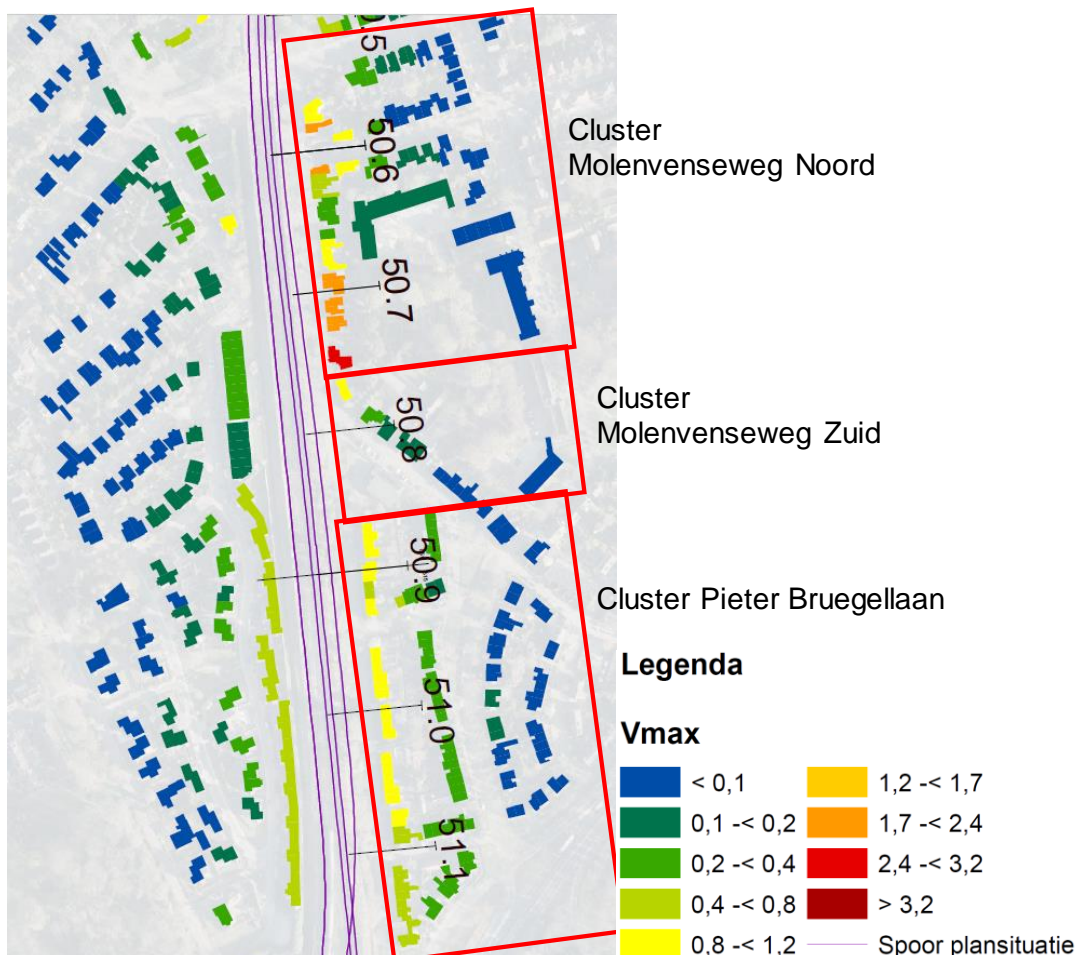 0.5
50.6
50.7
50.8
50.9
51.0
51.1
Cluster
Molenvenseweg Noord
Cluster
Molenvenseweg Zuid
Cluster Pieter Bruegellaan
Legenda
Vmax
< 0,1
0,1 -< 0,2
0,2 -< 0,4
0,4 -< 0,8
0,8 -< 1,2
1,2 -< 1,7
1,7 -< 2,4
2,4 -< 3,2
> 3,2
Spoor plansituatie